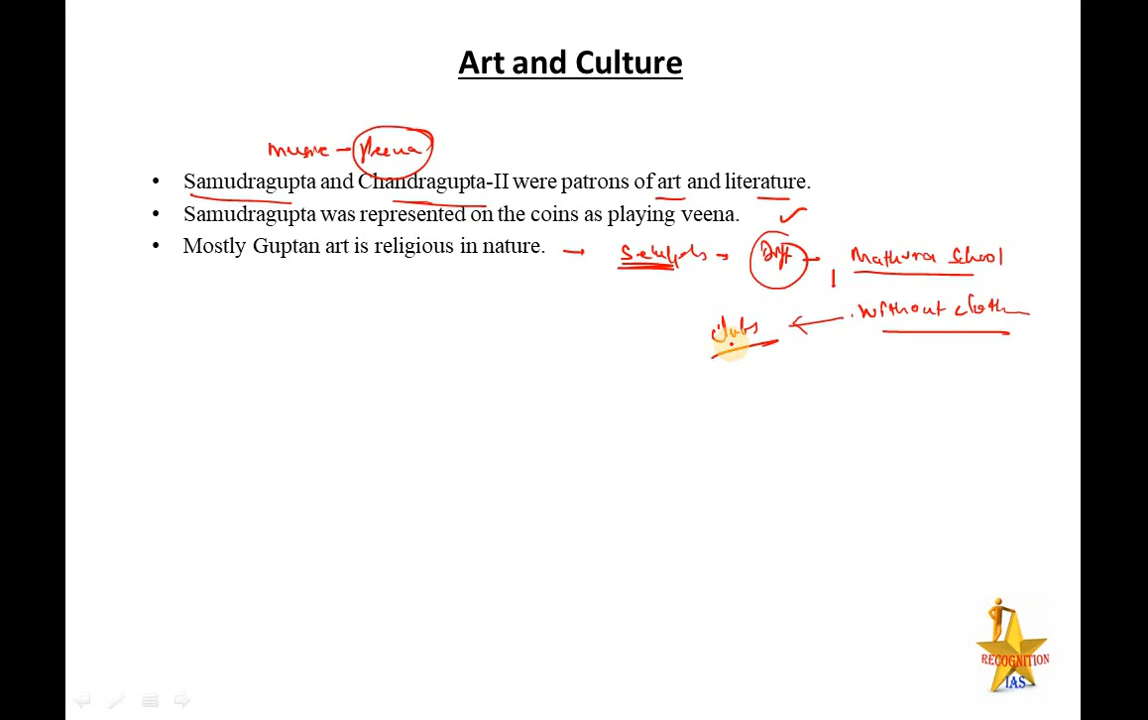 Art and Culture
music - Veena
• Samudragupta and Chandragupta-II were patrons of art and literature.
• Samudragupta was represented on the coins as playing veena.
• Mostly Guptan art is religious in nature. → → Mathura School
without cloth
RECOGNITION
IAS